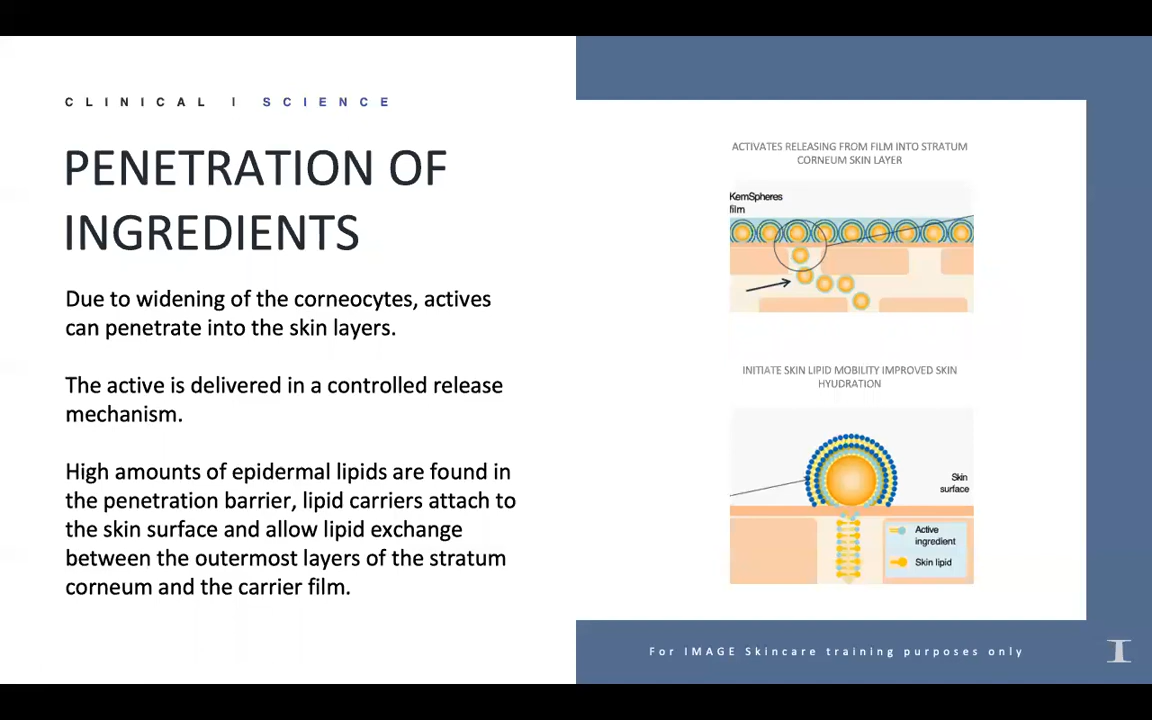 CLINICAL | SCIENCE
PENETRATION OF
INGREDIENTS
Due to widening of the corneocytes, actives
can penetrate into the skin layers.
The active is delivered in a controlled release
mechanism.
High amounts of epidermal lipids are found in
the penetration barrier, lipid carriers attach to
the skin surface and allow lipid exchange
between the outermost layers of the stratum
corneum and the carrier film.
ACTIVATES RELEASING FROM FILM INTO STRATUM
CORNEUM SKIN LAYER
KemSpheres
film
INITIATE SKIN LIPID MOBILITY IMPROVED SKIN
HYUDRATION
Skin
surface
Active
ingredient
Skin lipid
For IMAGE Skincare training purposes only
I